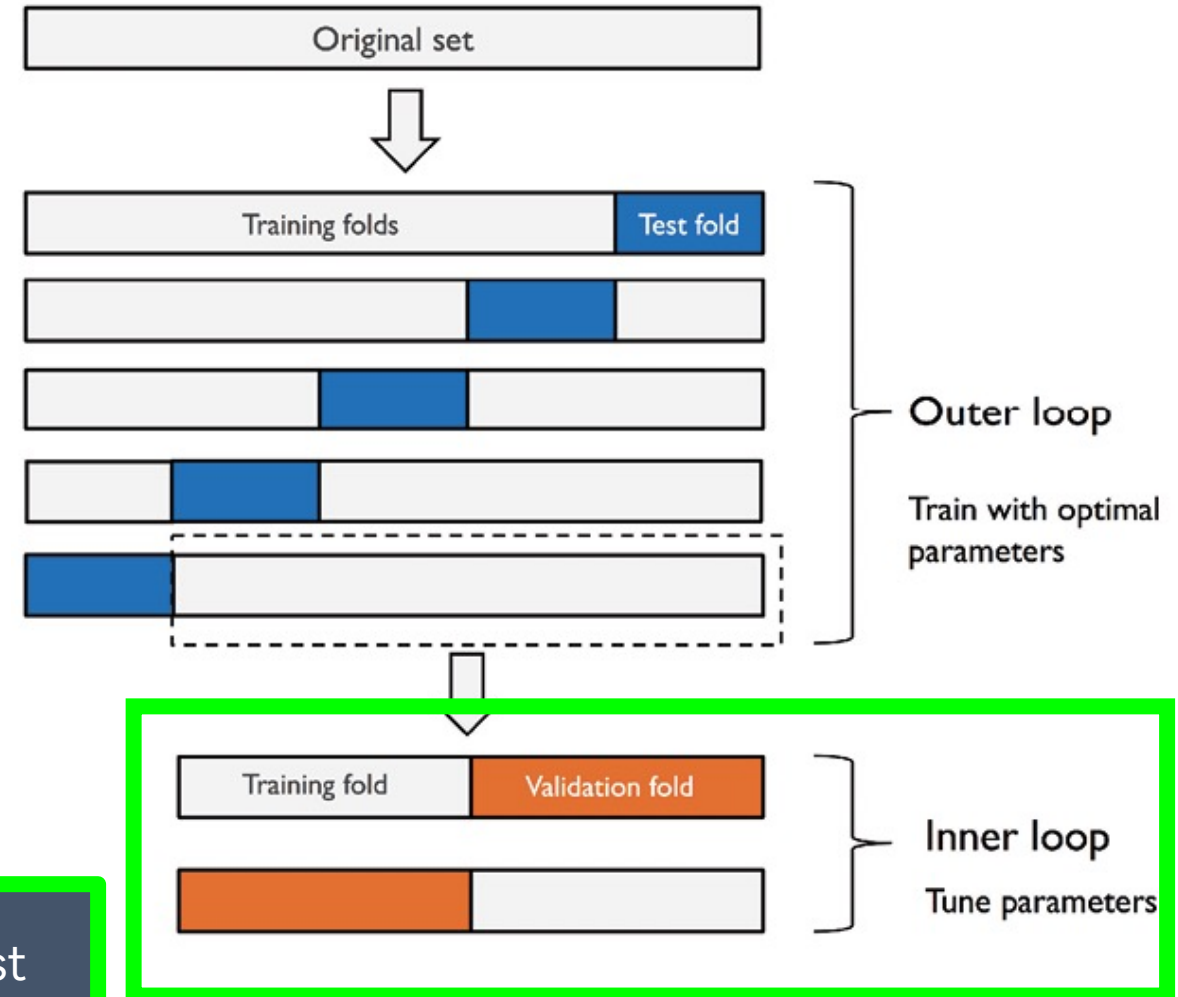 Original set
Training folds
Test fold
Outer loop
Train with optimal
parameters
Training fold
Validation fold
Inner loop
Tune parameters